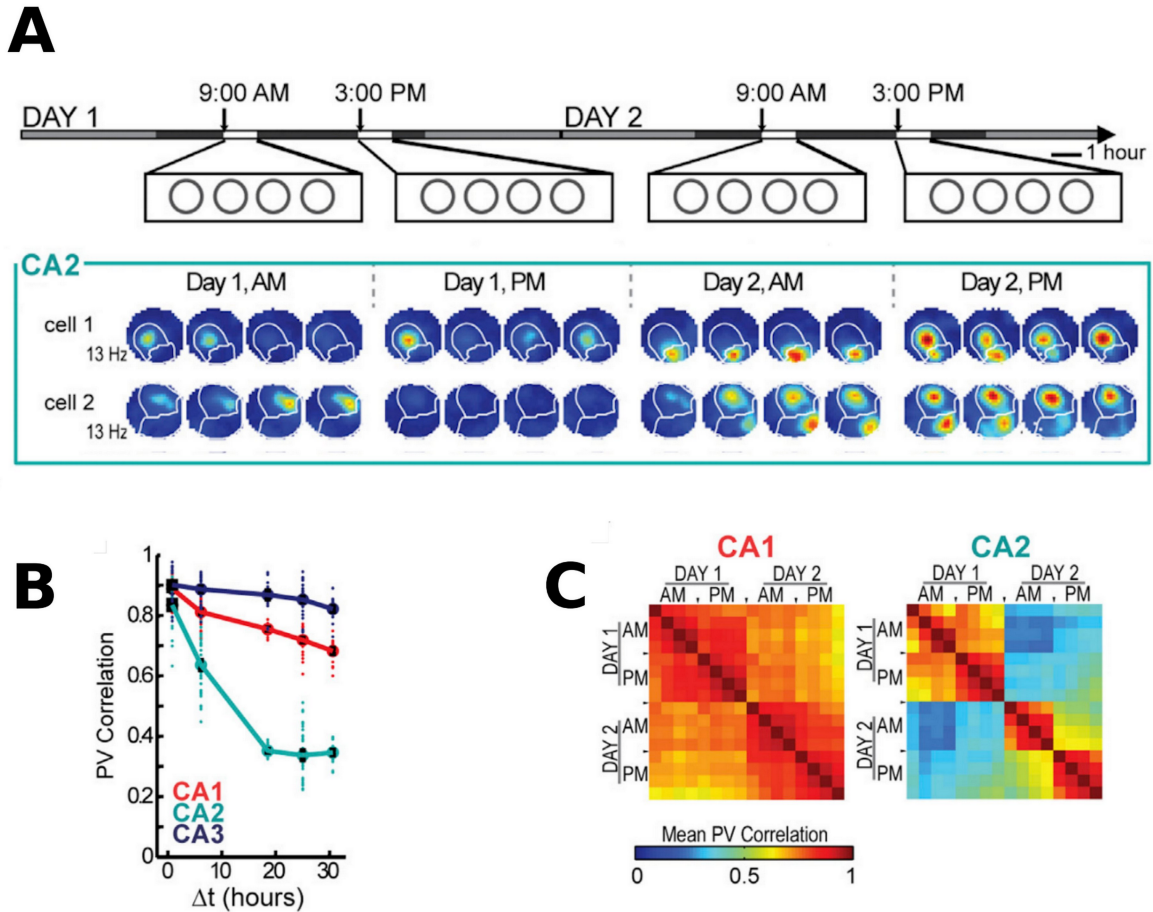 A
9:00 AM 3:00 PM 9:00 AM 3:00 PM
DAY 1 DAY 2
1 hour
CA2
Day 1, AM Day 1, PM Day 2, AM Day 2, PM
cell 1
13 Hz
cell 2
13 Hz
B
PV Correlation
1
0.8
0.6
0.4
0.2
0
CA1
CA2
CA3
0 10 20 30
Δt (hours)
C
CA1
DAY 1 DAY 2
AM , PM , AM , PM
DAY 1
AM
PM
DAY 2
AM
PM
CA2
DAY 1 DAY 2
AM , PM , AM , PM
DAY 1
AM
PM
DAY 2
AM
PM
Mean PV Correlation
0 0.5 1